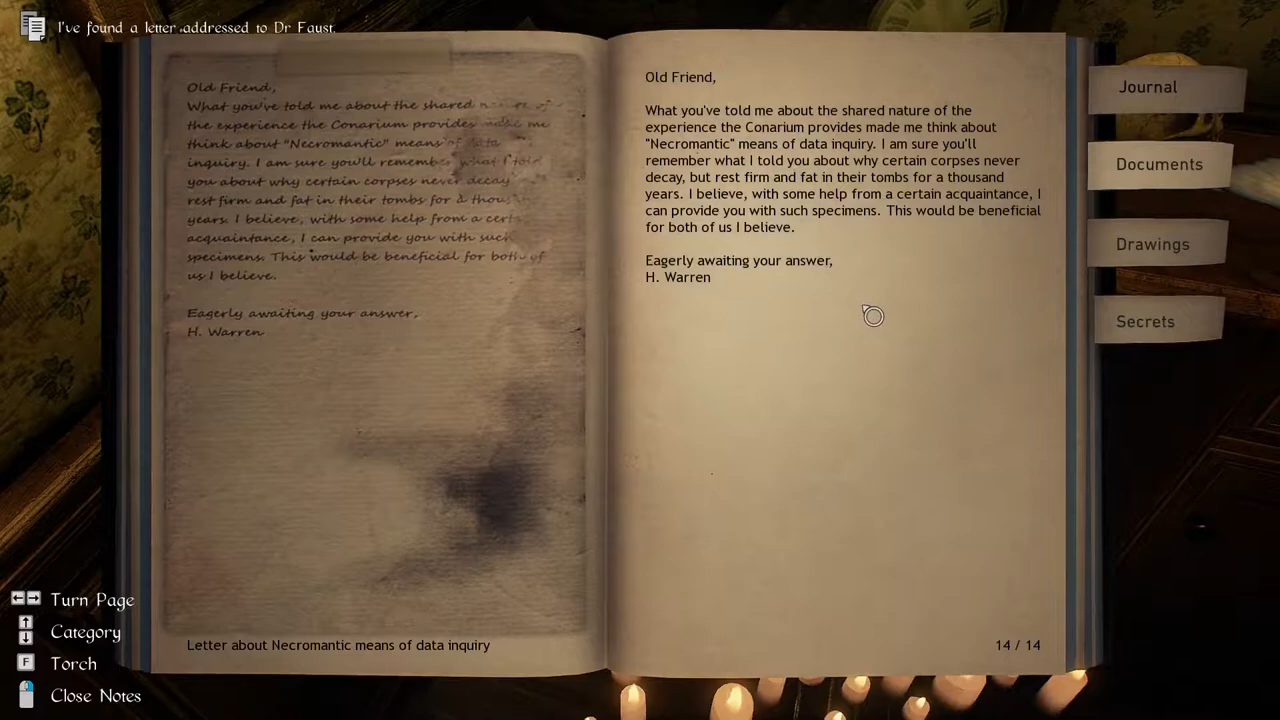 I've found a letter addressed to Dr Faust.
Old Friend,
What you've told me about the shared
the experience the Conarium provides made me
think about "Necromantic" means of data
inquiry. I am sure you'll remember what I told
you about why certain corpses never decay
rest firm and fat in their tombs for a
years. I believe, with some help from a
acquaintance, I can provide you with such
specimens. This would be beneficial for both of
us I believe.
Eagerly awaiting your answer,
H. Warren
Letter about Necromantic means of data inquiry
Old Friend,
What you've told me about the shared nature of the
experience the Conarium provides made me think about
"Necromantic" means of data inquiry. I am sure you'll
remember what I told you about why certain corpses never
decay, but rest firm and fat in their tombs for a thousand
years. I believe, with some help from a certain acquaintance, I
can provide you with such specimens. This would be beneficial
for both of us I believe.
Eagerly awaiting your answer,
H. Warren
14 / 14
Journal
Documents
Drawings
Secrets
Turn Page
Category
F Torch
Close Notes